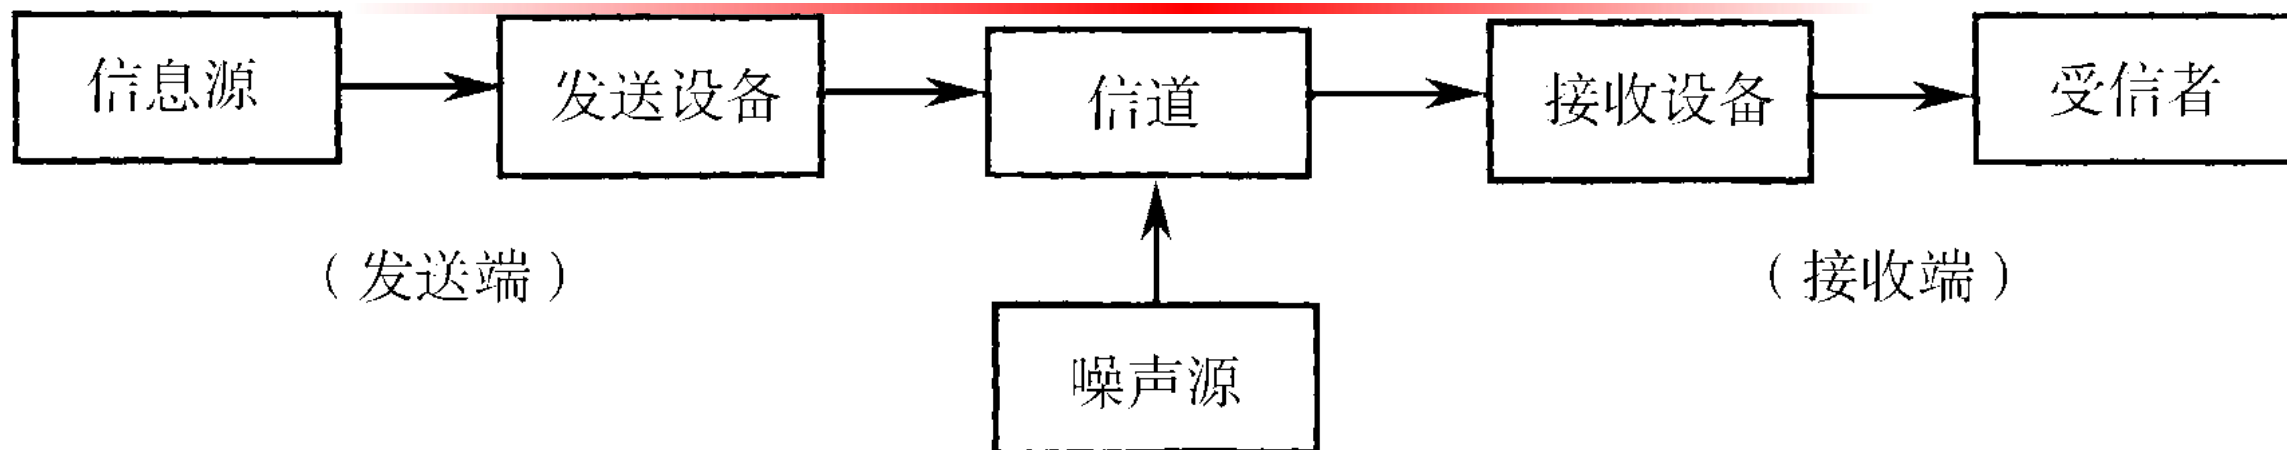 信息源
发送设备
信道
接收设备
受信者
（发送端）
（接收端）
噪声源